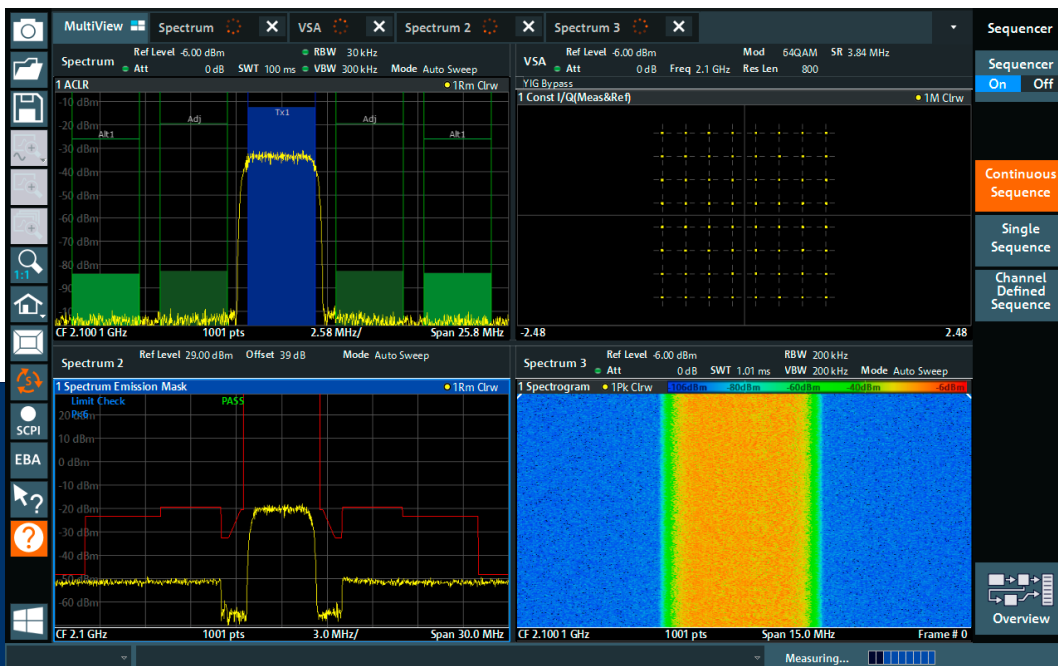 MultiView Spectrum VSA Spectrum 2 Spectrum 3
Sequencer
Spectrum Ref Level -6.00 dBm RBW 30 kHz
Att 0 dB SWT 100 ms VBW 300 kHz Mode Auto Sweep
1 ACLR 1Rm Clrw
-10 dBm
-20 dBm
-30 dBm
-40 dBm
-50 dBm
-60 dBm
-70 dBm
-80 dBm
-90
Alt1 Adj Tx1 Adj Alt1
CF 2.100 1 GHz 1001 pts 2.58 MHz/ Span 25.8 MHz
VSA Ref Level -6.00 dBm Mod 64QAM SR 3.84 MHz
Att 0 dB Freq 2.1 GHz Res Len 800
YIG Bypass
1 Const I/Q(Meas&Ref) 1M Clrw
-2.48 2.48
Spectrum 2 Ref Level 29.00 dBm Offset 39 dB Mode Auto Sweep
1 Spectrum Emission Mask 1Rm Clrw
Limit Check PASS
20 dBm
10 dBm
0 dBm
-10 dBm
-20 dBm
-30 dBm
-40 dBm
-60 dBm
CF 2.1 GHz 1001 pts 3.0 MHz/ Span 30.0 MHz
Spectrum 3 Ref Level -6.00 dBm RBW 200 kHz
Att 0 dB SWT 1.01 ms VBW 200 kHz Mode Auto Sweep
1 Spectrogram 1Pk Clrw -106dBm -80dBm -60dBm -40dBm -6dBm
CF 2.100 1 GHz 1001 pts Span 15.0 MHz Frame # 0
1:1
SCPI
EBA
Sequencer
On Off
Continuous
Sequence
Single
Sequence
Channel
Defined
Sequence
Overview
Measuring...